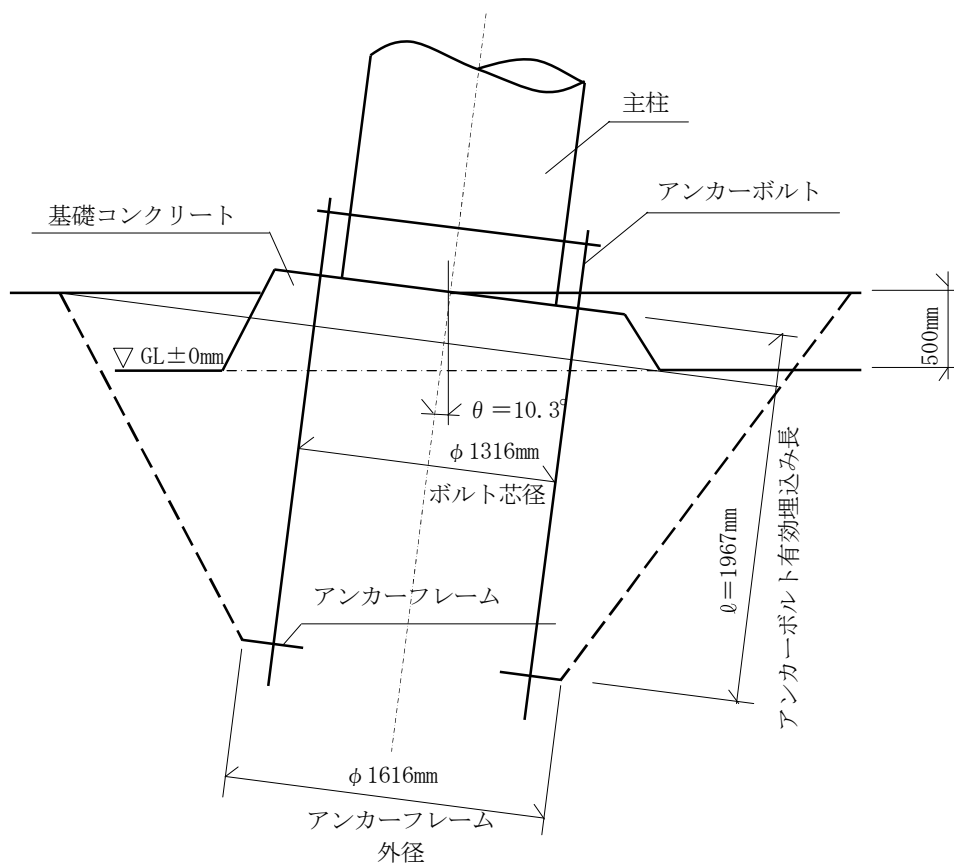 主柱
アンカーボルト
基礎コンクリート
▽ GL±0mm
500mm
θ=10.3°
φ1316mm
ボルト芯径
アンカーボルト有効埋込み長
ℓ=1967mm
アンカーフレーム
φ1616mm
アンカーフレーム
外径